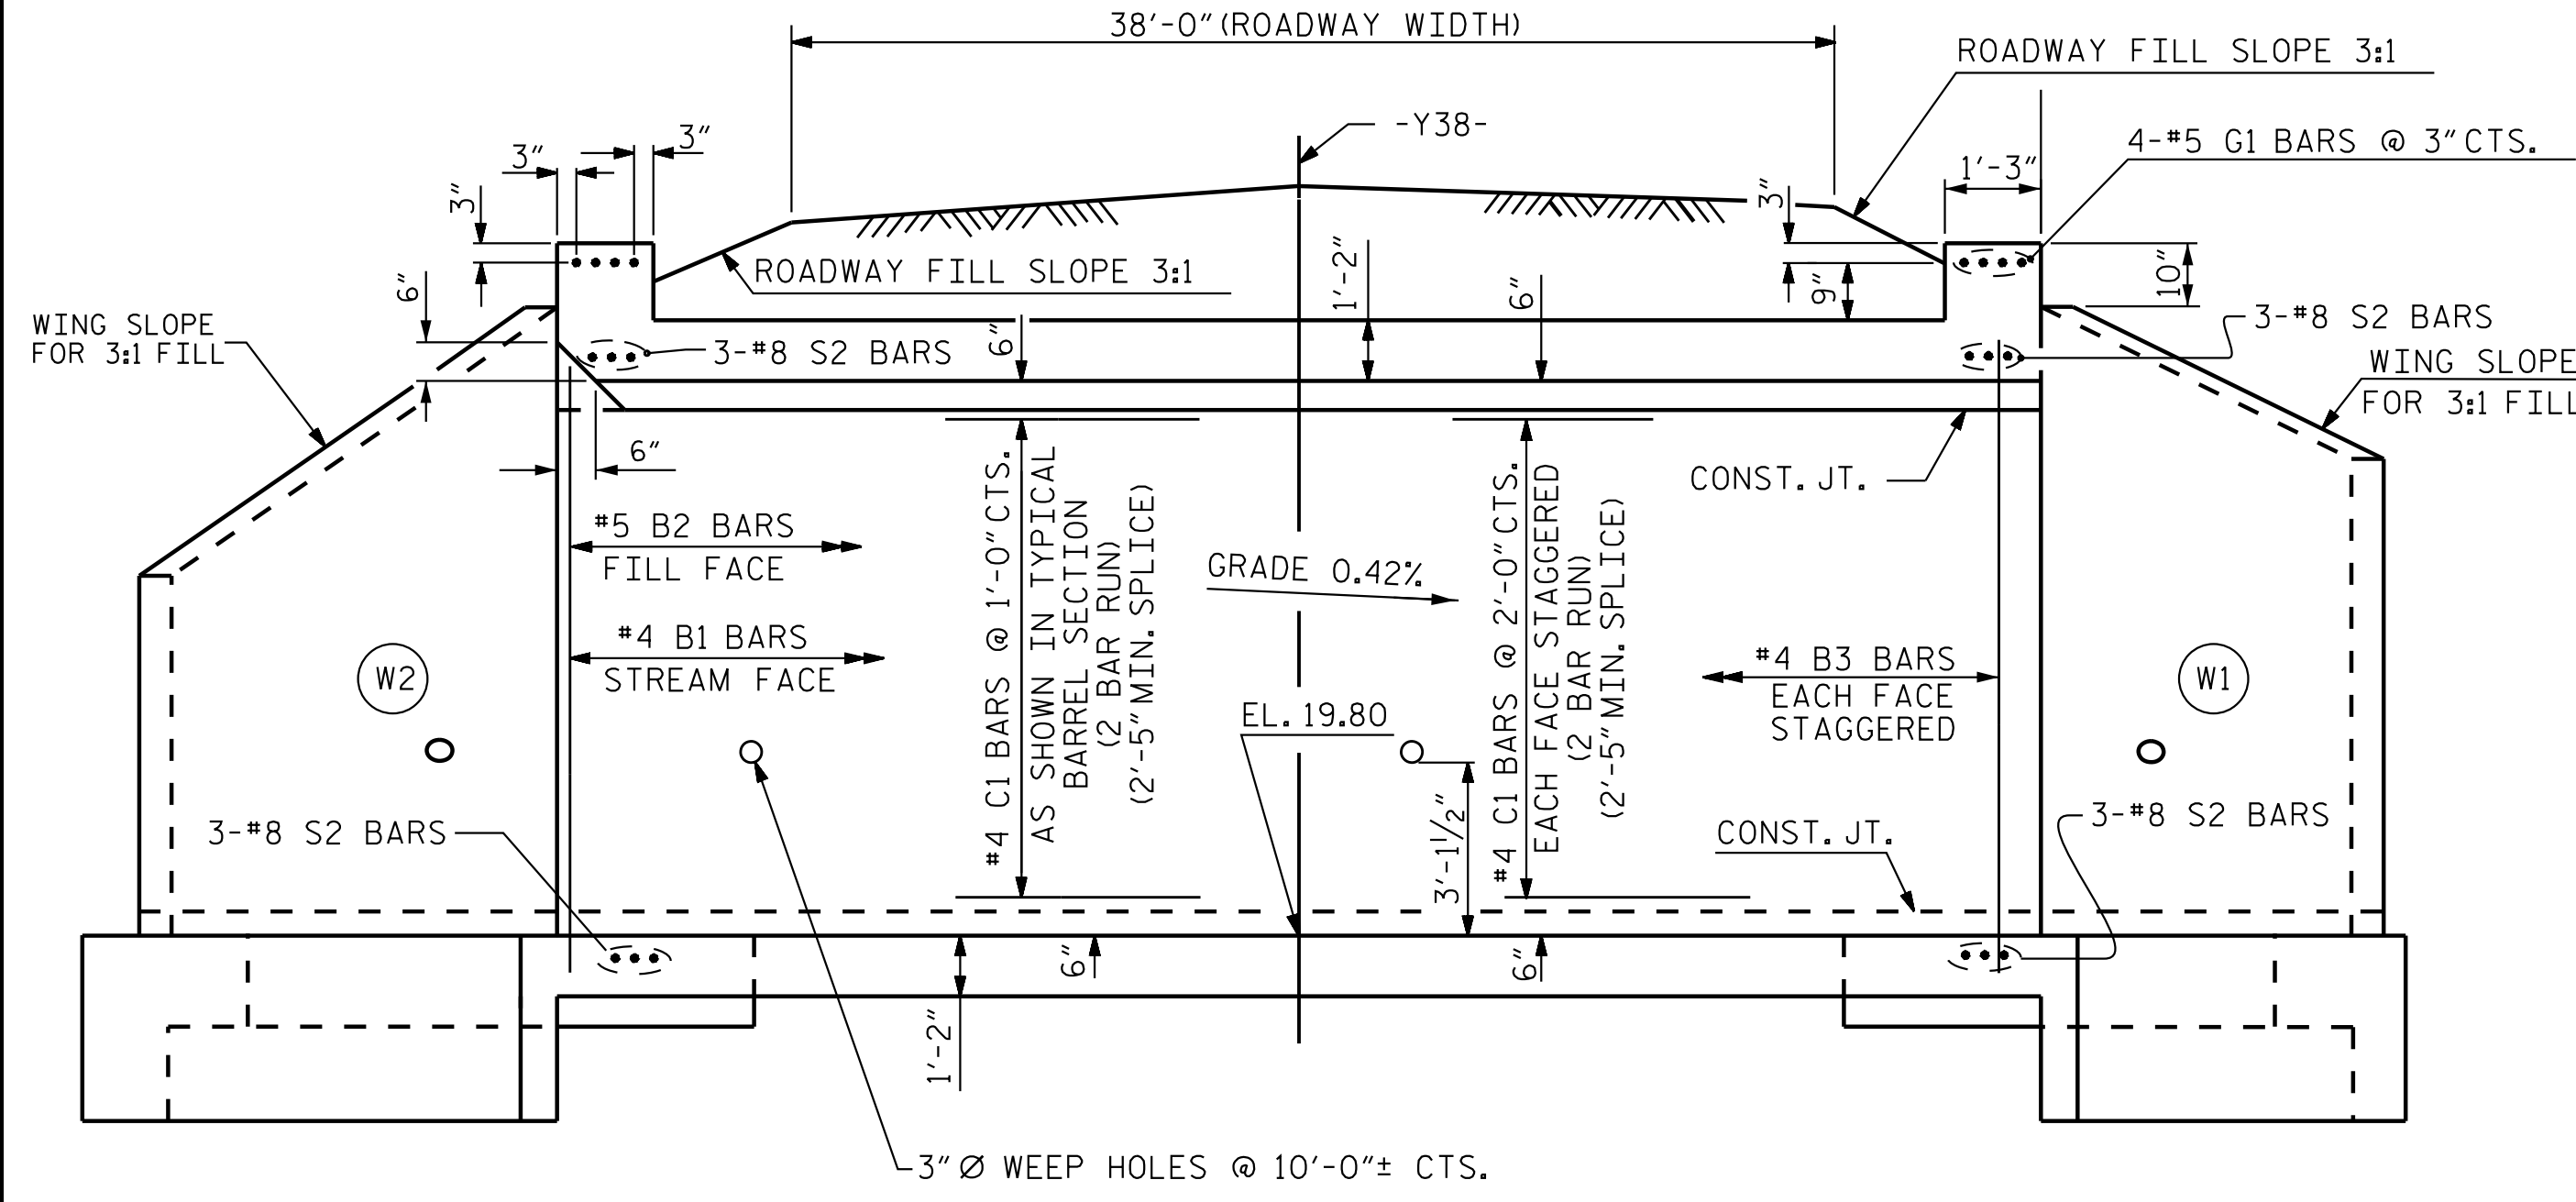 38'-0" (ROADWAY WIDTH)
ROADWAY FILL SLOPE 3:1
-Y38-
3"
3"
3"
4-#5 G1 BARS @ 3" CTS.
1'-3"
3"
ROADWAY FILL SLOPE 3:1
1'-2"
6"
9"
10"
6"
WING SLOPE
FOR 3:1 FILL
3-#8 S2 BARS
6"
3-#8 S2 BARS
WING SLOPE
FOR 3:1 FILL
6"
CONST. JT.
#5 B2 BARS
FILL FACE
#4 B1 BARS
STREAM FACE
#4 C1 BARS @ 1'-0" CTS.
AS SHOWN IN TYPICAL
BARREL SECTION
(2 BAR RUN)
(2'-5" MIN. SPLICE)
GRADE 0.42%
#4 C1 BARS @ 2'-0" CTS.
EACH FACE STAGGERED
(2 BAR RUN)
(2'-5" MIN. SPLICE)
#4 B3 BARS
EACH FACE
STAGGERED
W2
W1
EL. 19.80
3'-1 1/2"
3-#8 S2 BARS
CONST. JT.
3-#8 S2 BARS
6"
6"
1'-2"
3" Ø WEEP HOLES @ 10'-0"± CTS.